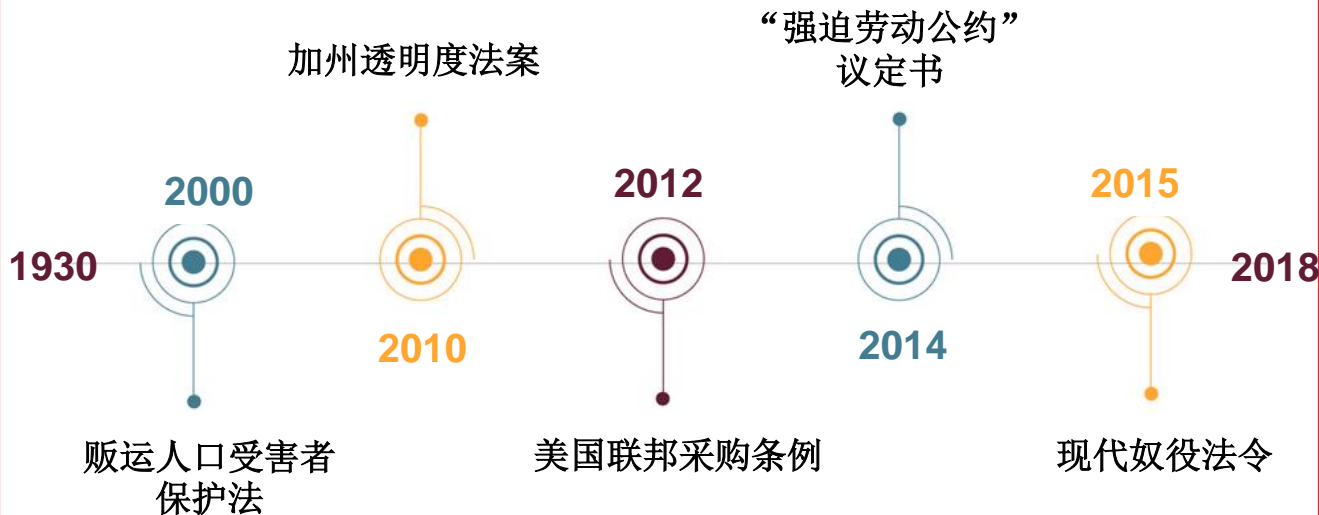 “强迫劳动公约”
议定书
加州透明度法案
2000
2012
2015
1930
2018
2010
2014
贩运人口受害者
保护法
美国联邦采购条例
现代奴役法令